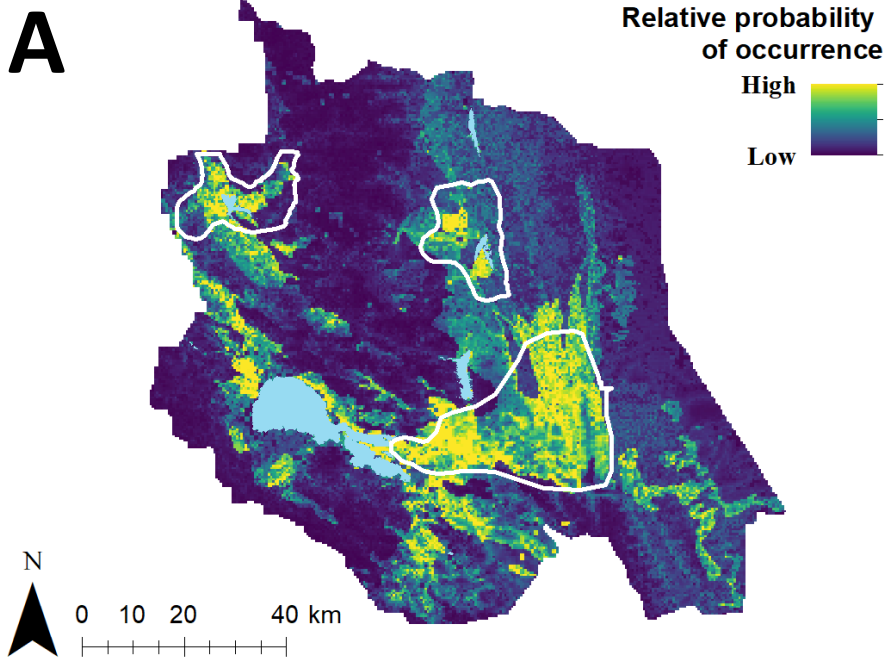 A
Relative probability
of occurrence
High
Low
N
0 10 20 40 km